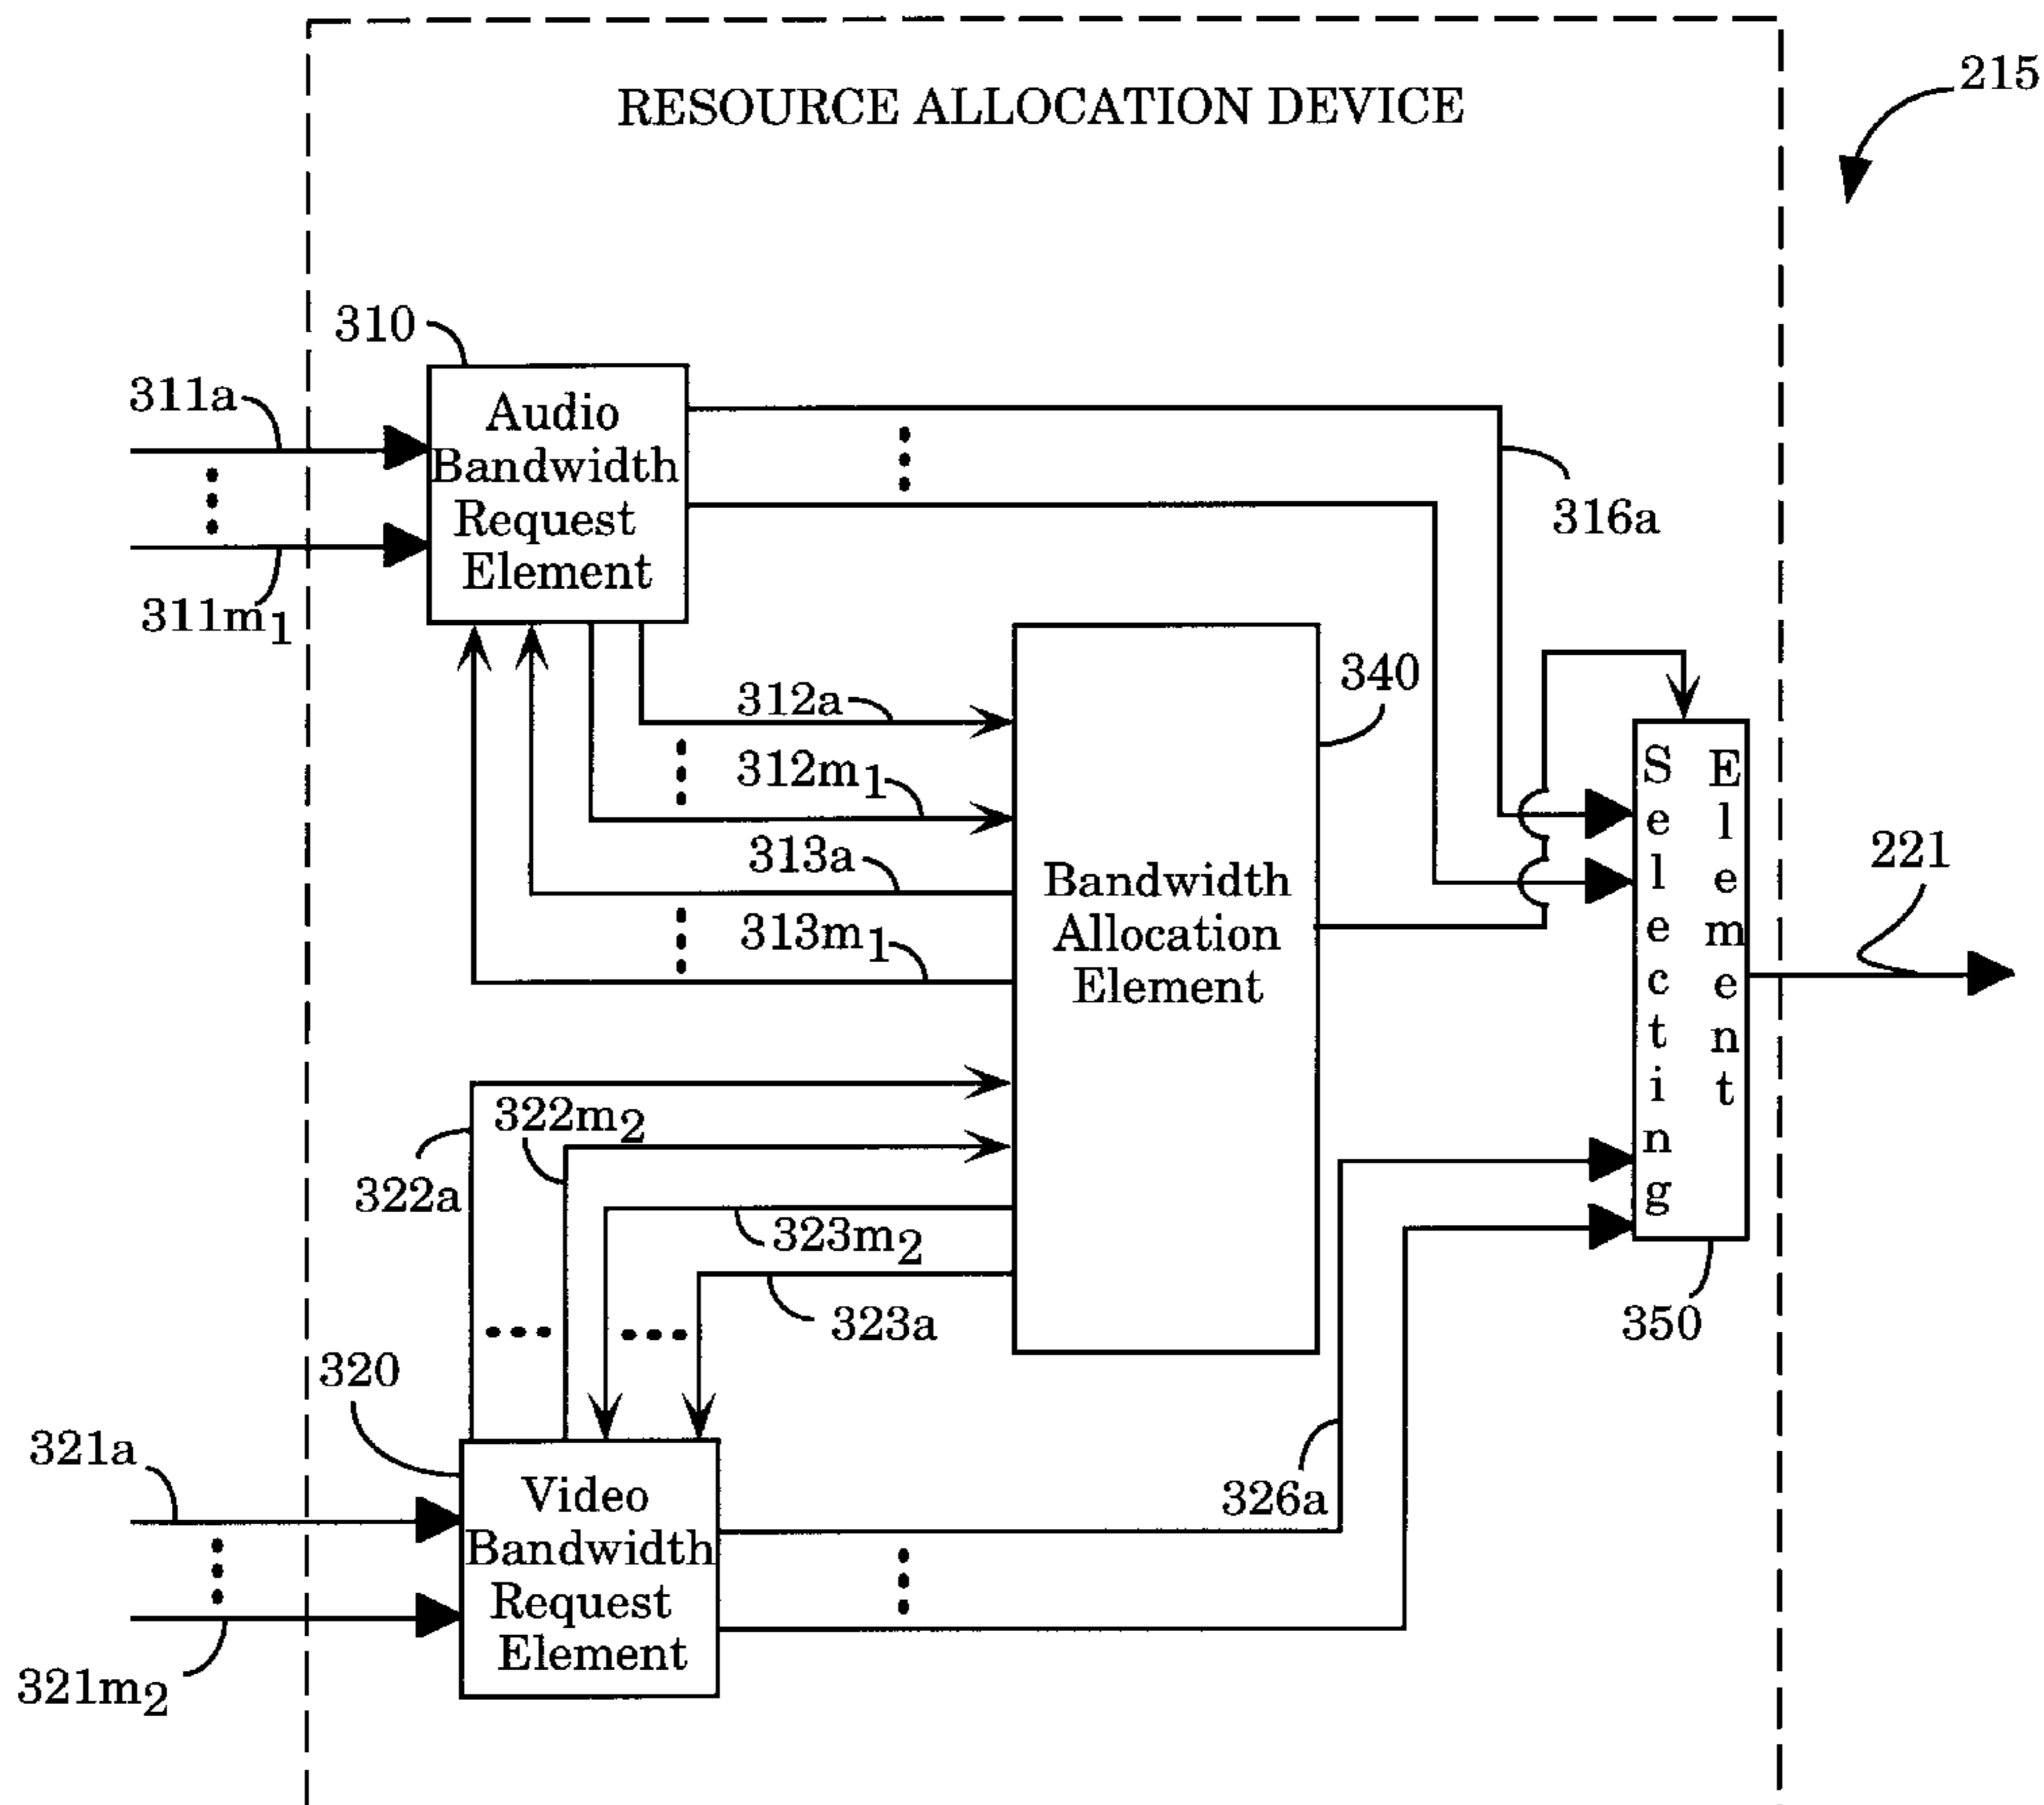 RESOURCE ALLOCATION DEVICE
215
310
311a
311m1
Audio
Bandwidth
Request
Element
316a
312a
312m1
313a
313m1
340
Bandwidth
Allocation
Element
Selecting
Element
221
322m2
322a
323m2
323a
350
320
321a
321m2
Video
Bandwidth
Request
Element
326a